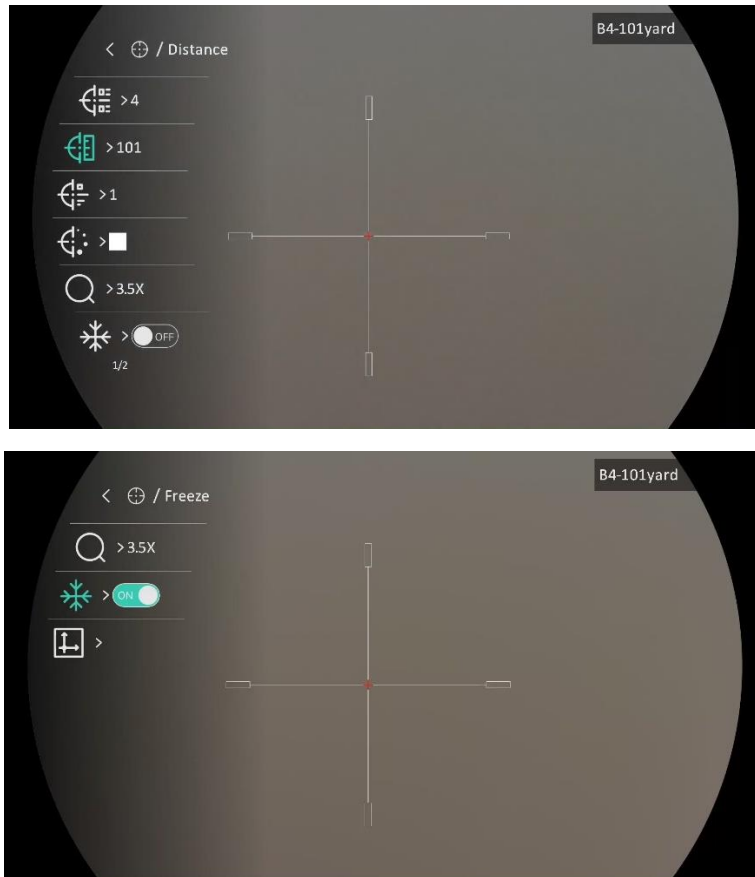 B4-101yard
< / Distance
>4
>101
>1
>
>3.5X
> OFF
1/2
B4-101yard
< / Freeze
>3.5X
> ON
>